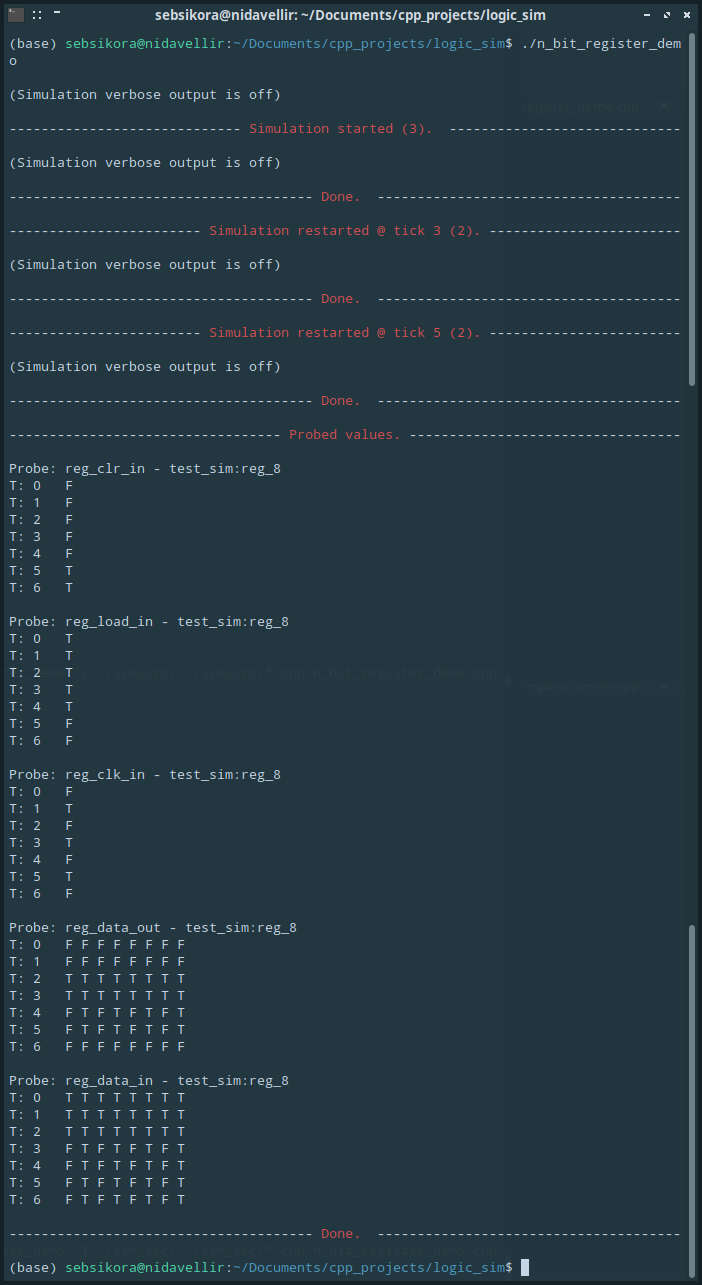 sebsikora@nidavellir: ~/Documents/cpp_projects/logic_sim
(base) sebsikora@nidavellir:~/Documents/cpp_projects/logic_sim$ ./n_bit_register_dem
o
(Simulation verbose output is off)
----------------------------- Simulation started (3).  -----------------------------
(Simulation verbose output is off)
-------------------------------------- Done.  --------------------------------------
------------------------ Simulation restarted @ tick 3 (2). ------------------------
(Simulation verbose output is off)
-------------------------------------- Done.  --------------------------------------
------------------------ Simulation restarted @ tick 5 (2). ------------------------
(Simulation verbose output is off)
-------------------------------------- Done.  --------------------------------------
---------------------------------- Probed values. ----------------------------------
Probe: reg_clr_in - test_sim:reg_8
T: 0   F
T: 1   F
T: 2   F
T: 3   F
T: 4   F
T: 5   T
T: 6   T
Probe: reg_load_in - test_sim:reg_8
T: 0   T
T: 1   T
T: 2   T
T: 3   T
T: 4   T
T: 5   F
T: 6   F
Probe: reg_clk_in - test_sim:reg_8
T: 0   F
T: 1   T
T: 2   F
T: 3   T
T: 4   F
T: 5   T
T: 6   F
Probe: reg_data_out - test_sim:reg_8
T: 0   F F F F F F F F
T: 1   F F F F F F F F
T: 2   T T T T T T T T
T: 3   T T T T T T T T
T: 4   F T F T F T F T
T: 5   F T F T F T F T
T: 6   F F F F F F F F
Probe: reg_data_in - test_sim:reg_8
T: 0   T T T T T T T T
T: 1   T T T T T T T T
T: 2   T T T T T T T T
T: 3   F T F T F T F T
T: 4   F T F T F T F T
T: 5   F T F T F T F T
T: 6   F T F T F T F T
-------------------------------------- Done.  --------------------------------------
(base) sebsikora@nidavellir:~/Documents/cpp_projects/logic_sim$